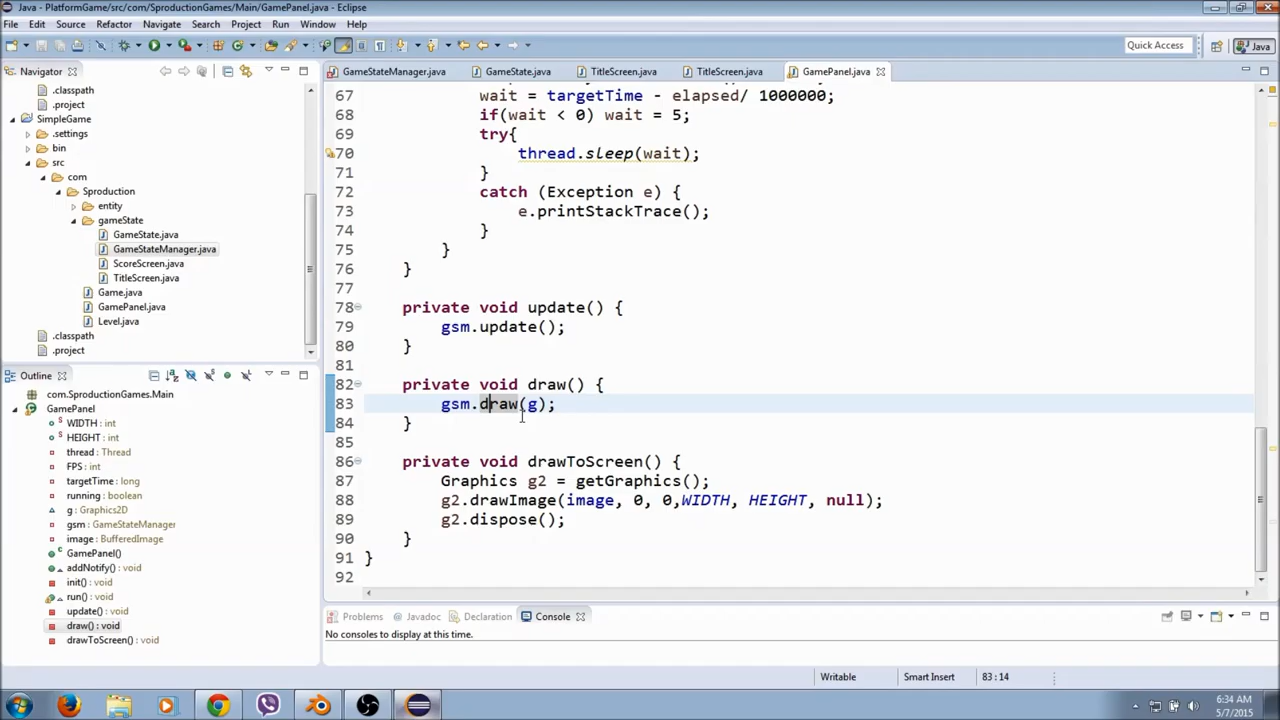 Java - PlatformGame/src/com/SproductionGames/Main/GamePanel.java - Eclipse
File Edit Source Refactor Navigate Search Project Run Window Help
Quick Access
Java
Navigator
.classpath
.project
SimpleGame
.settings
bin
src
com
Sproduction
entity
gameState
GameState.java
GameStateManager.java
ScoreScreen.java
TitleScreen.java
Game.java
GamePanel.java
Level.java
.classpath
.project
Outline
com.SproductionGames.Main
GamePanel
WIDTH : int
HEIGHT : int
thread : Thread
FPS : int
targetTime : long
running : boolean
g : Graphics2D
gsm : GameStateManager
image : BufferedImage
GamePanel()
addNotify() : void
init() : void
run() : void
update() : void
draw() : void
drawToScreen() : void
GameStateManager.java GameState.java TitleScreen.java TitleScreen.java GamePanel.java
67 wait = targetTime - elapsed/ 1000000;
68 if(wait < 0) wait = 5;
69 try{
70 thread.sleep(wait);
71 }
72 catch (Exception e) {
73 e.printStackTrace();
74 }
75 }
76 }
77
78 private void update() {
79 gsm.update();
80 }
81
82 private void draw() {
83 gsm.draw(g);
84 }
85
86 private void drawToScreen() {
87 Graphics g2 = getGraphics();
88 g2.drawImage(image, 0, 0,WIDTH, HEIGHT, null);
89 g2.dispose();
90 }
91 }
92
Problems Javadoc Declaration Console
No consoles to display at this time.
Writable Smart Insert 83 : 14
6:34 AM
5/7/2015